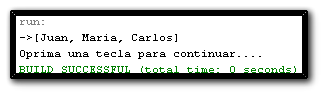 run:
->[Juan, Maria, Carlos]
Oprima una tecla para continuar....
BUILD SUCCESSFUL (total time: 0 seconds)